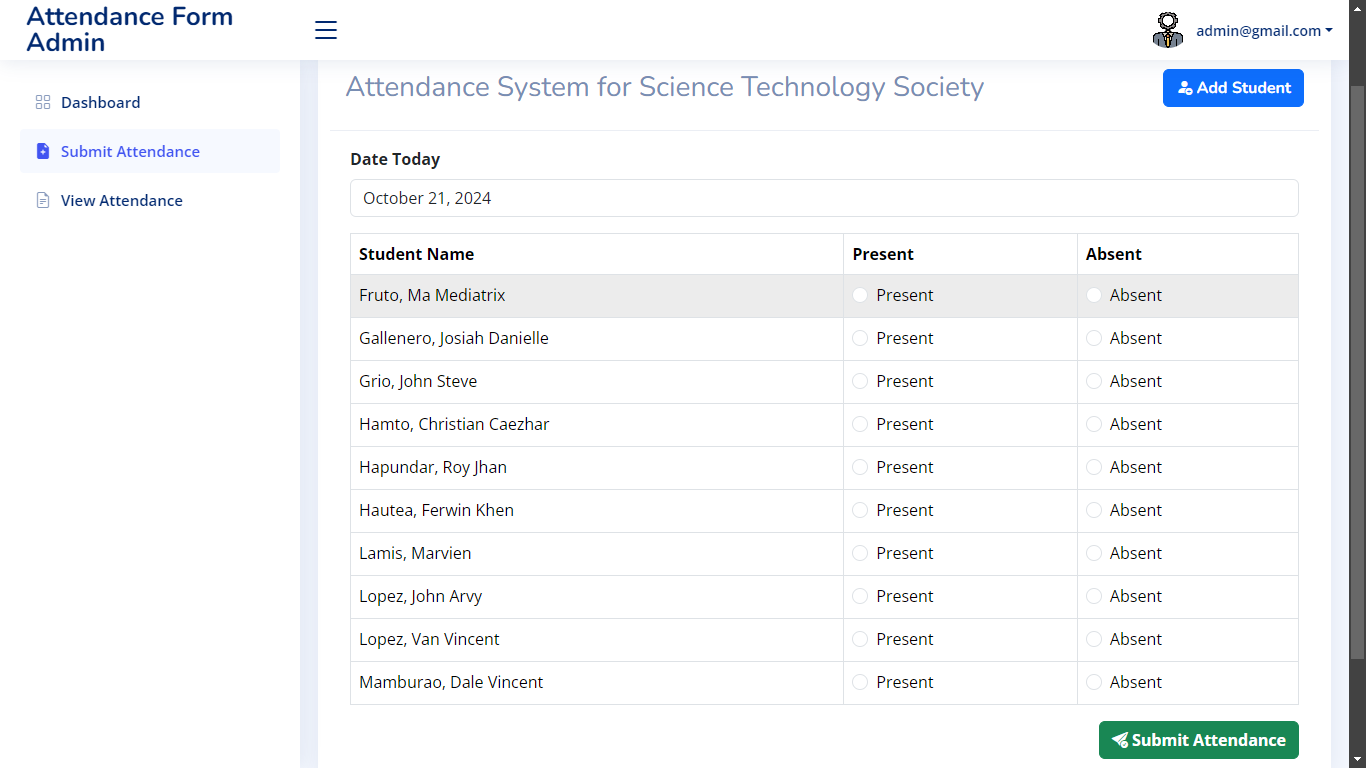 Attendance Form
Admin
admin@gmail.com
Dashboard
Submit Attendance
View Attendance
Attendance System for Science Technology Society
Add Student
Date Today
October 21, 2024
Student Name Present Absent
Fruto, Ma Mediatrix Present Absent
Gallenero, Josiah Danielle Present Absent
Grio, John Steve Present Absent
Hamto, Christian Caezhar Present Absent
Hapundar, Roy Jhan Present Absent
Hautea, Ferwin Khen Present Absent
Lamis, Marvien Present Absent
Lopez, John Arvy Present Absent
Lopez, Van Vincent Present Absent
Mamburao, Dale Vincent Present Absent
Submit Attendance